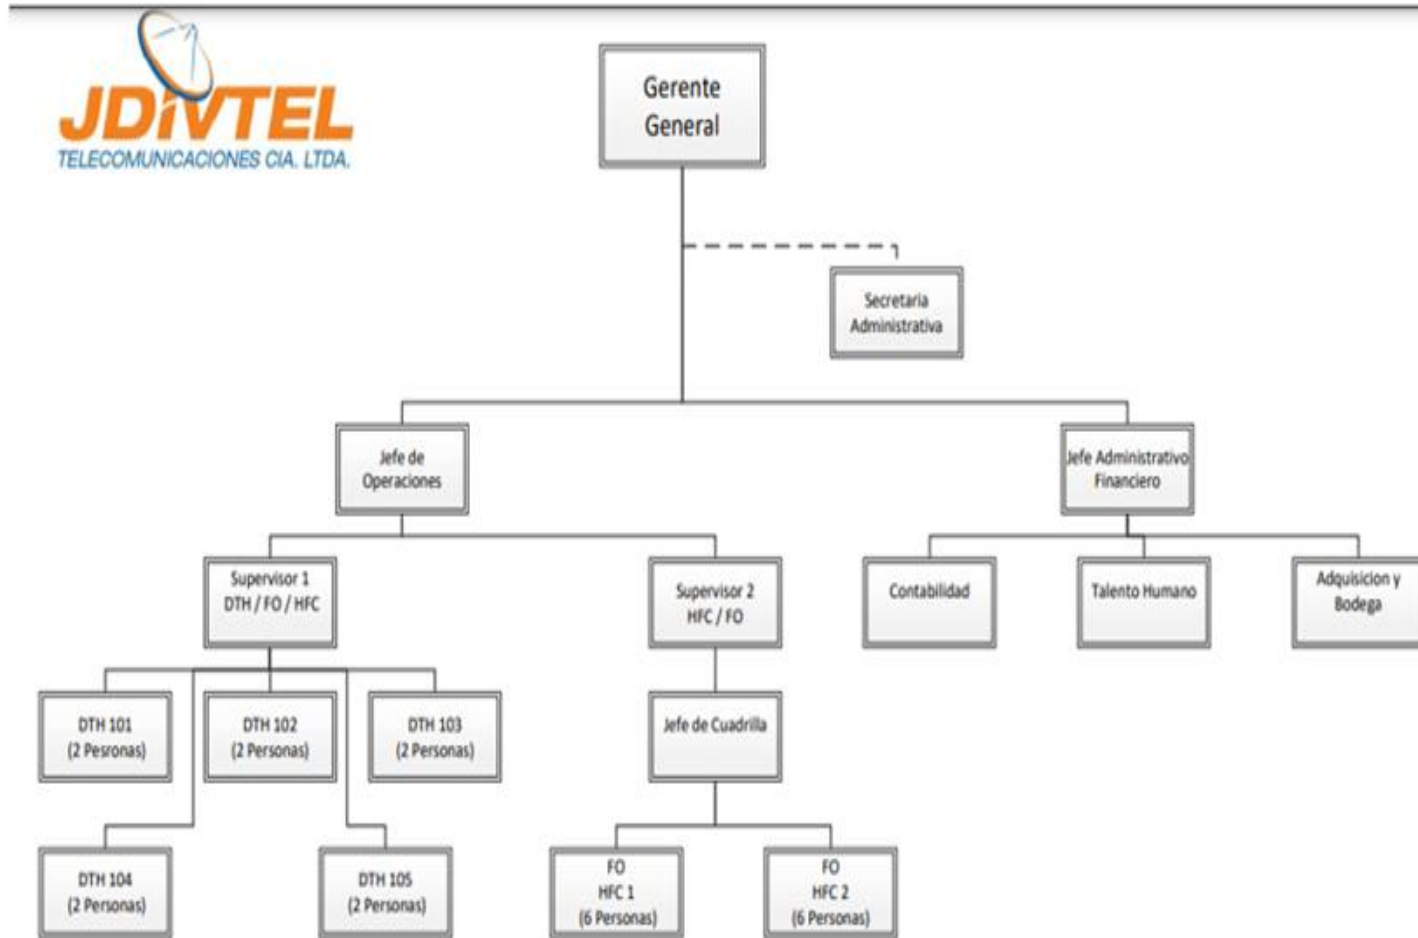 JDIVTEL
TELECOMUNICACIONES CIA. LTDA.
Gerente
General
Secretaria
Administrativa
Jefe de
Operaciones
Jefe Administrativo
Financiero
Supervisor 1
DTH / FO / HFC
Supervisor 2
HFC / FO
Contabilidad
Talento Humano
Adquisicion y
Bodega
DTH 101
(2 Pesronas)
DTH 102
(2 Personas)
DTH 103
(2 Personas)
Jefe de Cuadrilla
DTH 104
(2 Personas)
DTH 105
(2 Personas)
FO
HFC 1
(6 Personas)
FO
HFC 2
(6 Personas)